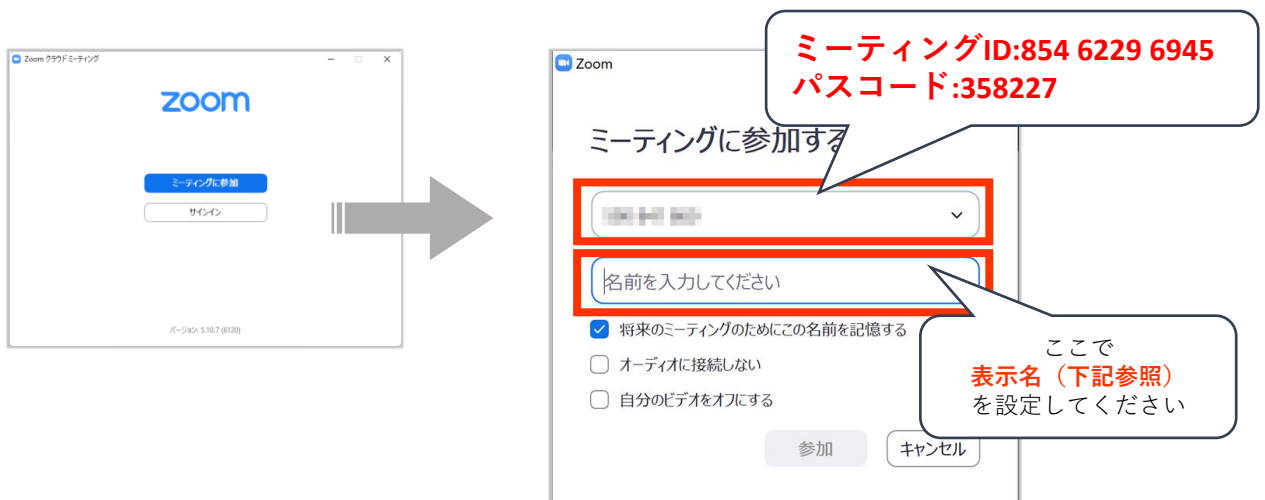 Zoom クラウド ミーティング
zoom
ミーティングに参加
サインイン
バージョン: 5.10.7 (6120)
Zoom
ミーティングID:854 6229 6945
パスコード:358227
ミーティングに参加する
名前を入力してください
将来のミーティングのためにこの名前を記憶する
オーディオに接続しない
自分のビデオをオフにする
参加
キャンセル
ここで
表示名（下記参照）
を設定してください